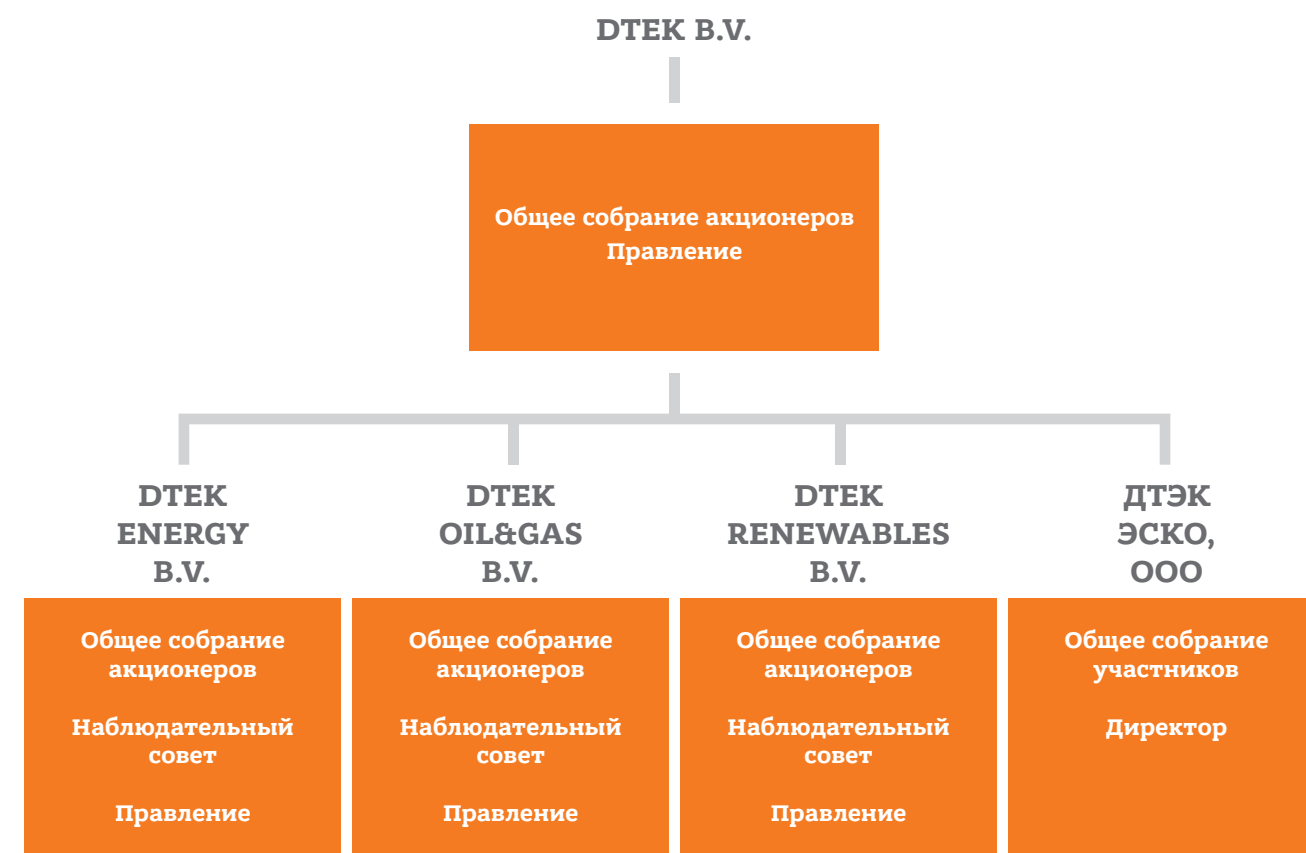 DTEK B.V.
Общее собрание акционеров
Правление
DTEK
ENERGY
B.V.
Общее собрание
акционеров
Наблюдательный
совет
Правление
DTEK
OIL&GAS
B.V.
Общее собрание
акционеров
Наблюдательный
совет
Правление
DTEK
RENEWABLES
B.V.
Общее собрание
акционеров
Наблюдательный
совет
Правление
ДТЭК
ЭСКО,
ООО
Общее собрание
участников
Директор